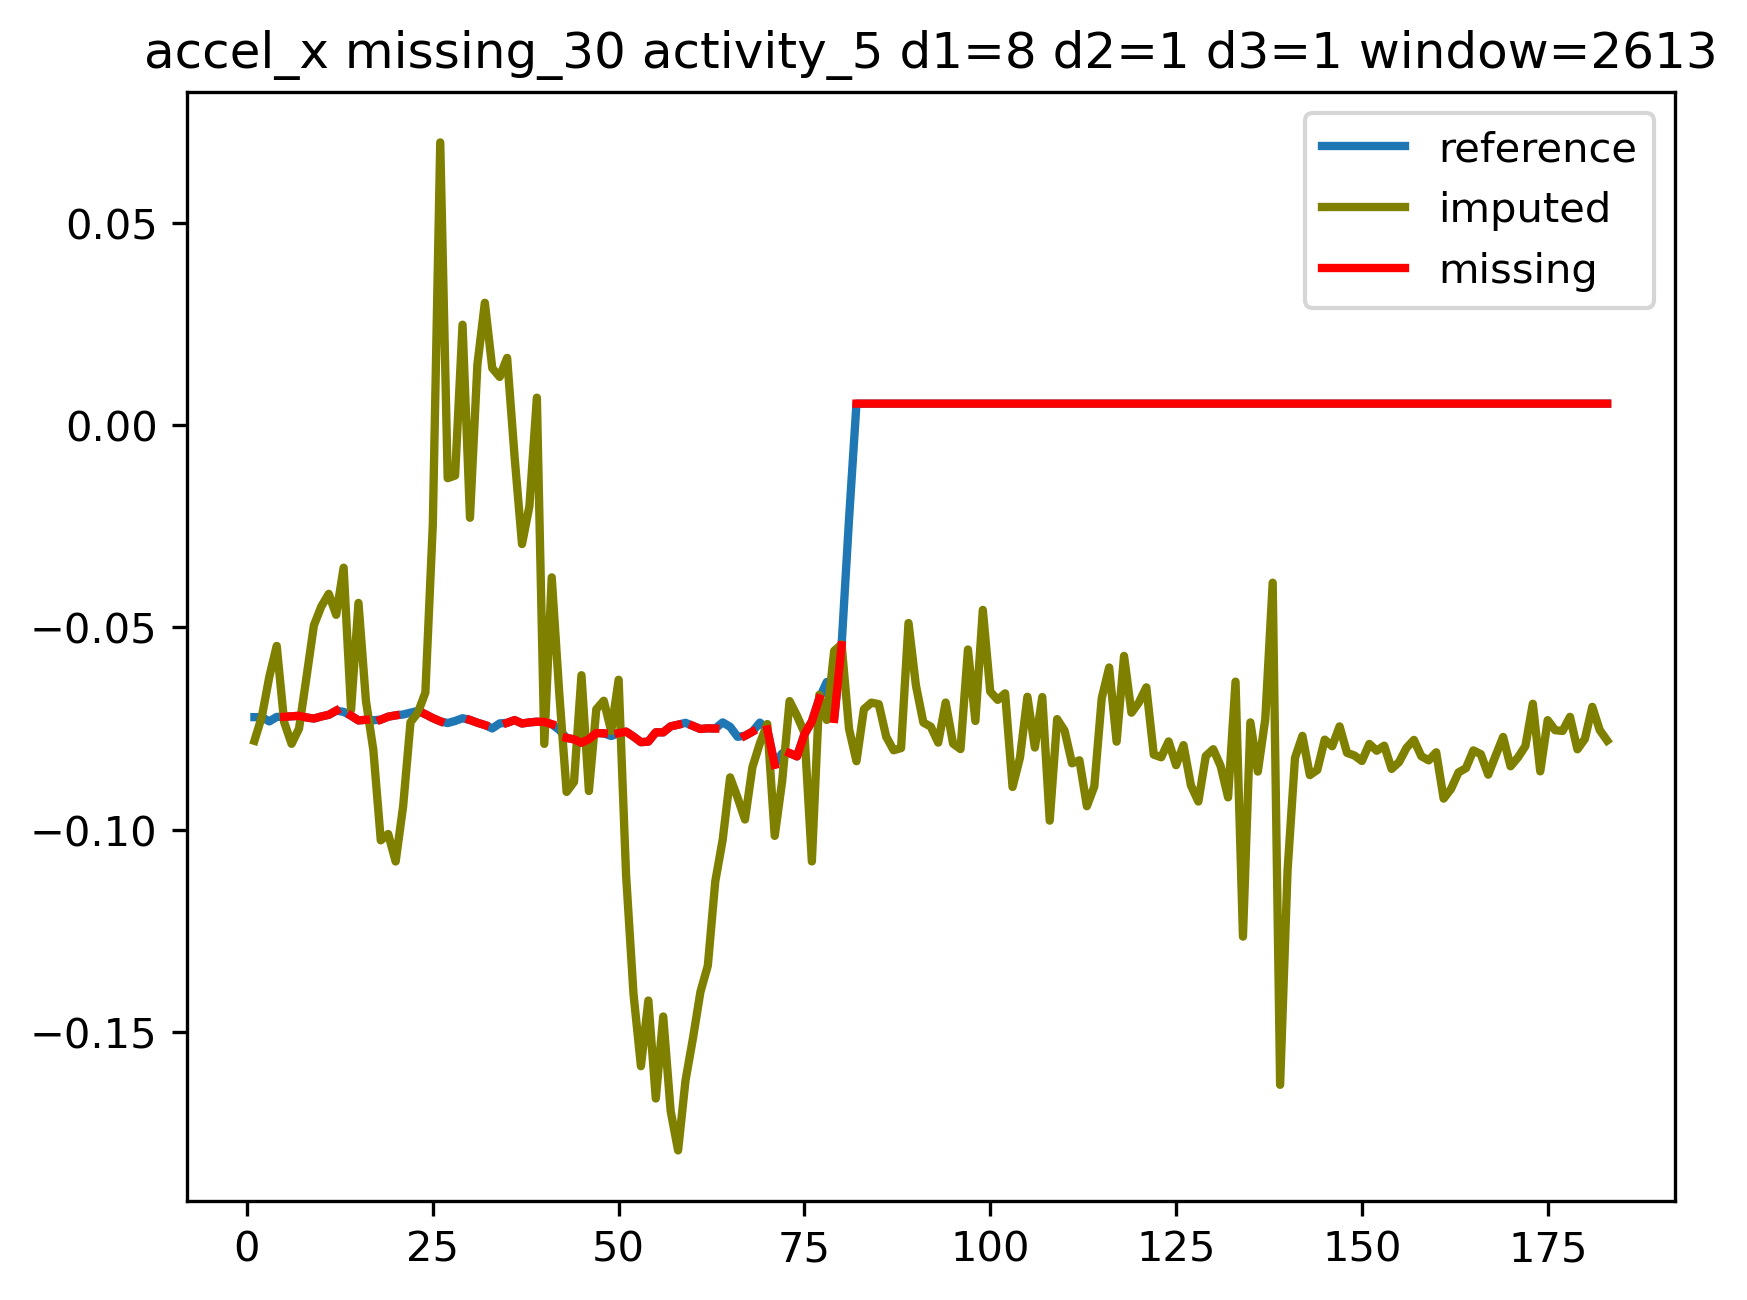 accel_x missing_30 activity_5 d1=8 d2=1 d3=1 window=2613
reference
imputed
missing
0.05
0.00
−0.05
−0.10
−0.15
0 25 50 75 100 125 150 175